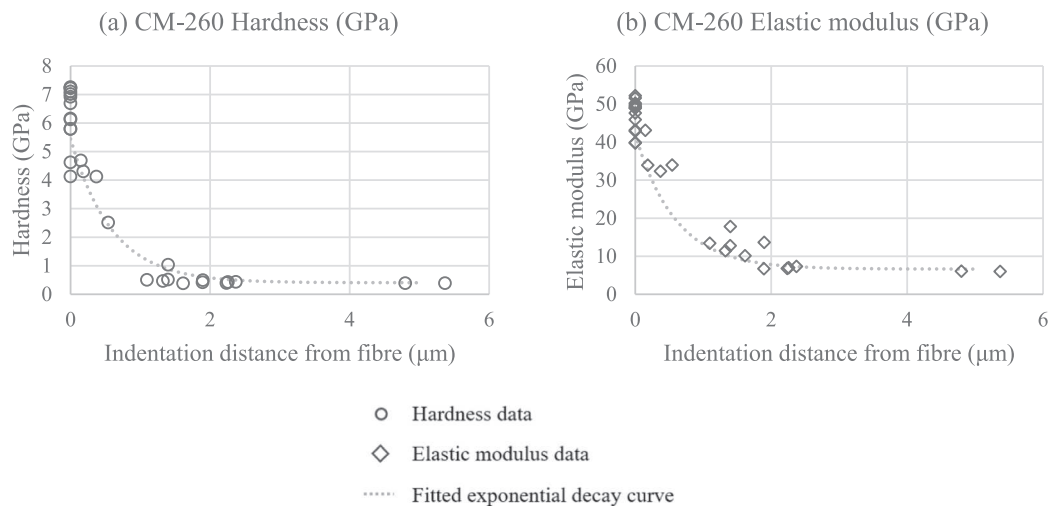 (a) CM-260 Hardness (GPa)
8
7
6
5
4
3
2
1
0
Hardness (GPa)
0
2
4
6
Indentation distance from fibre (μm)
(b) CM-260 Elastic modulus (GPa)
60
50
40
30
20
10
0
Elastic modulus (GPa)
0
2
4
6
Indentation distance from fibre (μm)
Hardness data
Elastic modulus data
Fitted exponential decay curve